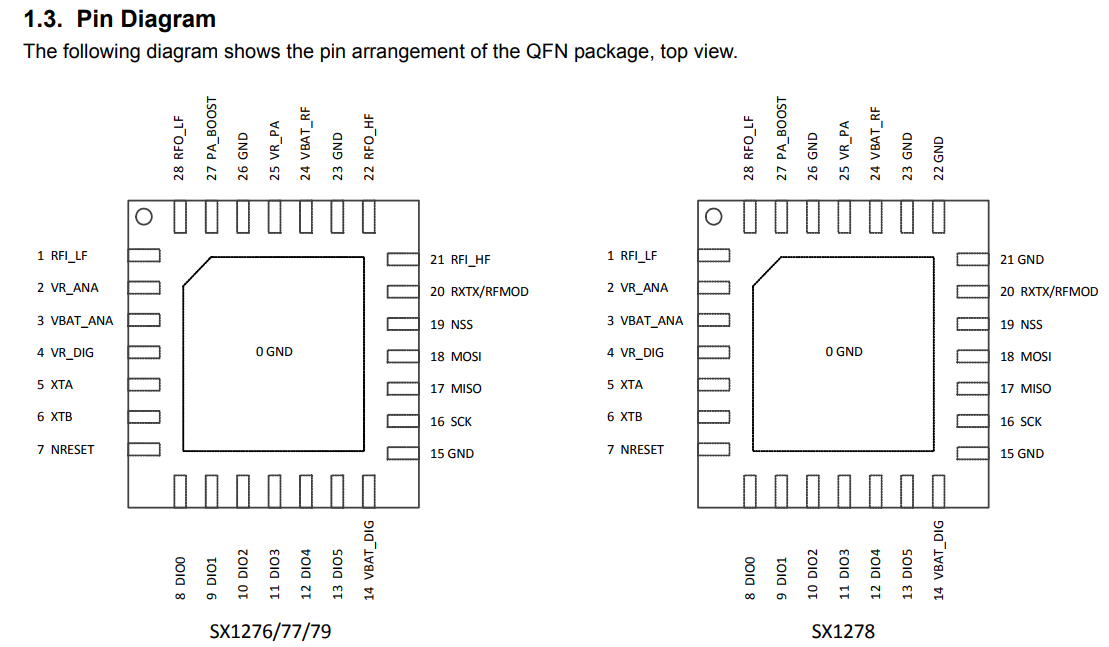 1.3. Pin Diagram
The following diagram shows the pin arrangement of the QFN package, top view.
28 RFO_LF
27 PA_BOOST
26 GND
25 VR_PA
24 VBAT_RF
23 GND
22 RFO_HF
1 RFI_LF
2 VR_ANA
3 VBAT_ANA
4 VR_DIG
5 XTA
6 XTB
7 NRESET
0 GND
21 RFI_HF
20 RXTX/RFMOD
19 NSS
18 MOSI
17 MISO
16 SCK
15 GND
8 DIO0
9 DIO1
10 DIO2
11 DIO3
12 DIO4
13 DIO5
14 VBAT_DIG
SX1276/77/79
28 RFO_LF
27 PA_BOOST
26 GND
25 VR_PA
24 VBAT_RF
23 GND
22 GND
1 RFI_LF
2 VR_ANA
3 VBAT_ANA
4 VR_DIG
5 XTA
6 XTB
7 NRESET
0 GND
21 GND
20 RXTX/RFMOD
19 NSS
18 MOSI
17 MISO
16 SCK
15 GND
8 DIO0
9 DIO1
10 DIO2
11 DIO3
12 DIO4
13 DIO5
14 VBAT_DIG
SX1278